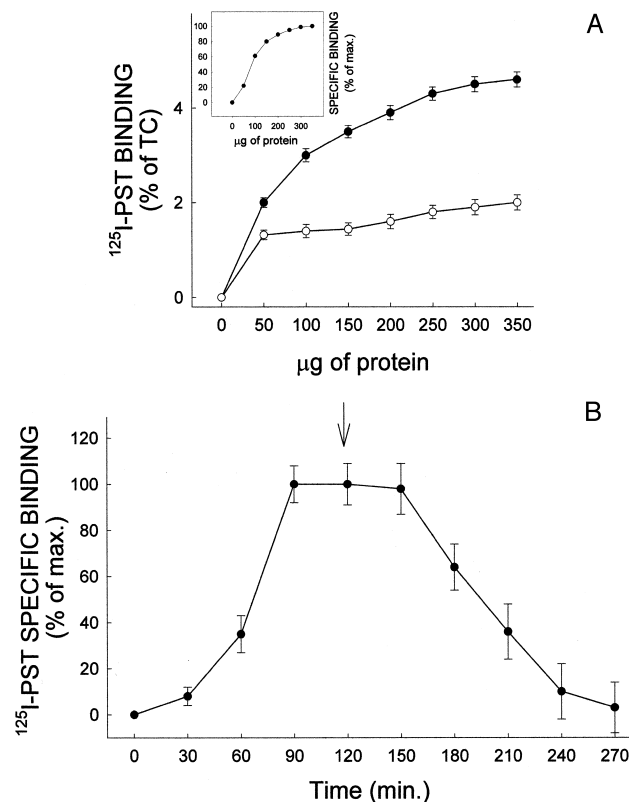 A
100
80
60
40
20
0
0 100 200 300
µg of protein
SPECIFIC BINDING
(% of max.)
¹²⁵I-PST BINDING
(% of TC)
4
2
0
0 50 100 150 200 250 300 350
µg of protein
B
¹²⁵I-PST SPECIFIC BINDING
(% of max.)
120
100
80
60
40
20
0
0 30 60 90 120 150 180 210 240 270
Time (min.)